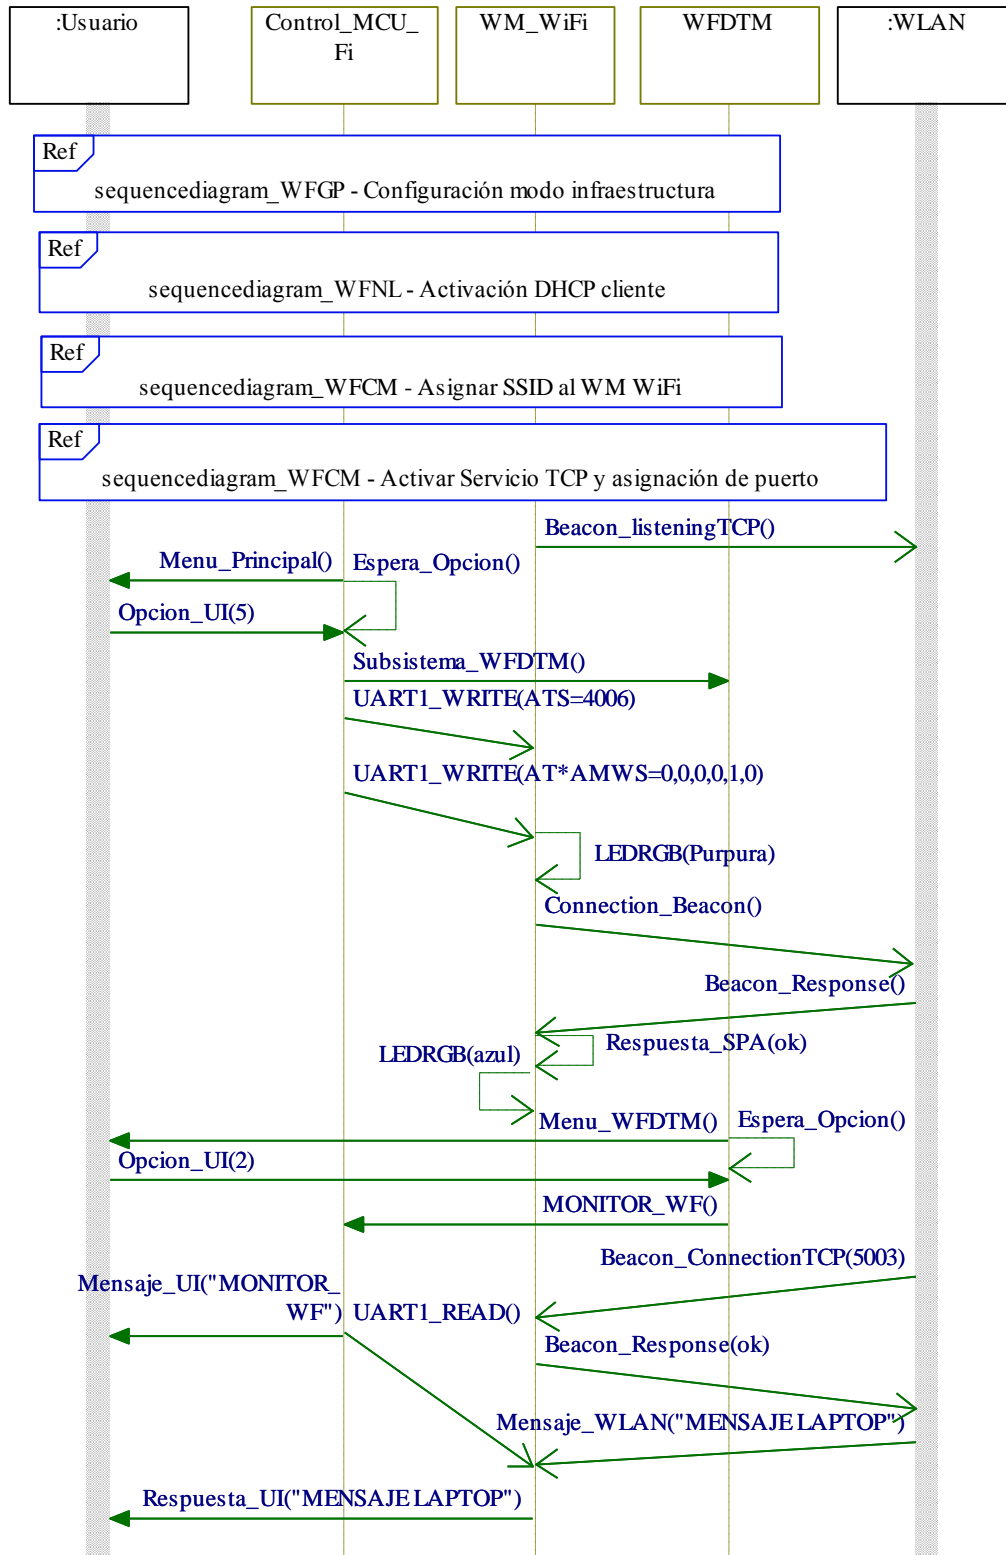 :Usuario
Control_MCU_
Fi
WM_WiFi
WFDTM
:WLAN
Ref
sequencediagram_WFGP - Configuración modo infraestructura
Ref
sequencediagram_WFNL - Activación DHCP cliente
Ref
sequencediagram_WFCM - Asignar SSID al WM WiFi
Ref
sequencediagram_WFCM - Activar Servicio TCP y asignación de puerto
Beacon_listeningTCP()
Menu_Principal()
Espera_Opcion()
Opcion_UI(5)
Subsistema_WFDTM()
UART1_WRITE(ATS=4006)
UART1_WRITE(AT*AMWS=0,0,0,0,1,0)
LEDRGB(Purpura)
Connection_Beacon()
Beacon_Response()
Respuesta_SPA(ok)
LEDRGB(azul)
Menu_WFDTM()
Espera_Opcion()
Opcion_UI(2)
MONITOR_WF()
Beacon_ConnectionTCP(5003)
Mensaje_UI("MONITOR_
WF")
UART1_READ()
Beacon_Response(ok)
Mensaje_WLAN("MENSAJE LAPTOP")
Respuesta_UI("MENSAJE LAPTOP")